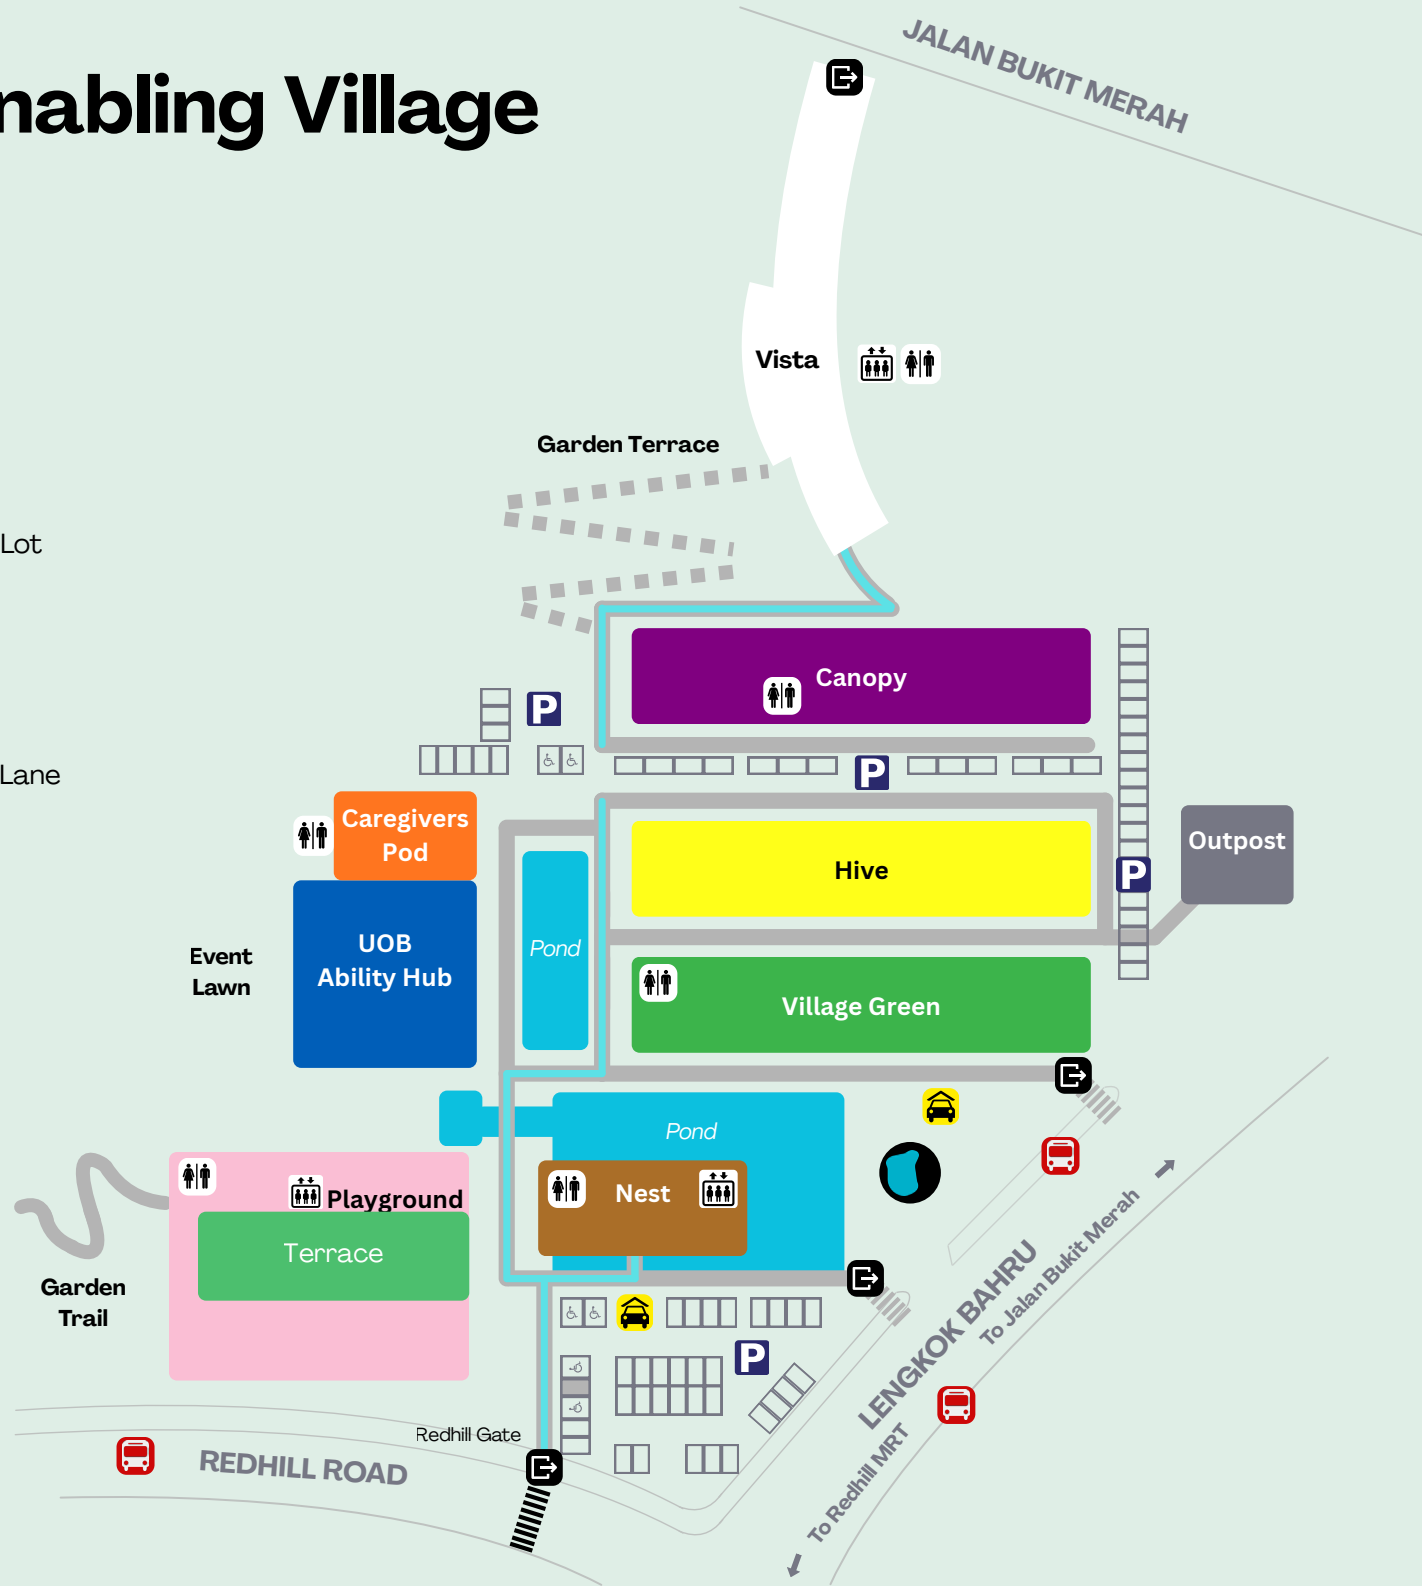 nabling Village
JALAN BUKIT MERAH
Vista
Garden Terrace
Lot
Canopy
P
P
Lane
Caregivers
Pod
Outpost
Hive
P
UOB
Ability Hub
Event
Lawn
Pond
Village Green
Pond
Nest
Playground
Terrace
Garden
Trail
LENGKOK BAHRU
To Jalan Bukit Merah
P
To Redhill MRT
Redhill Gate
REDHILL ROAD